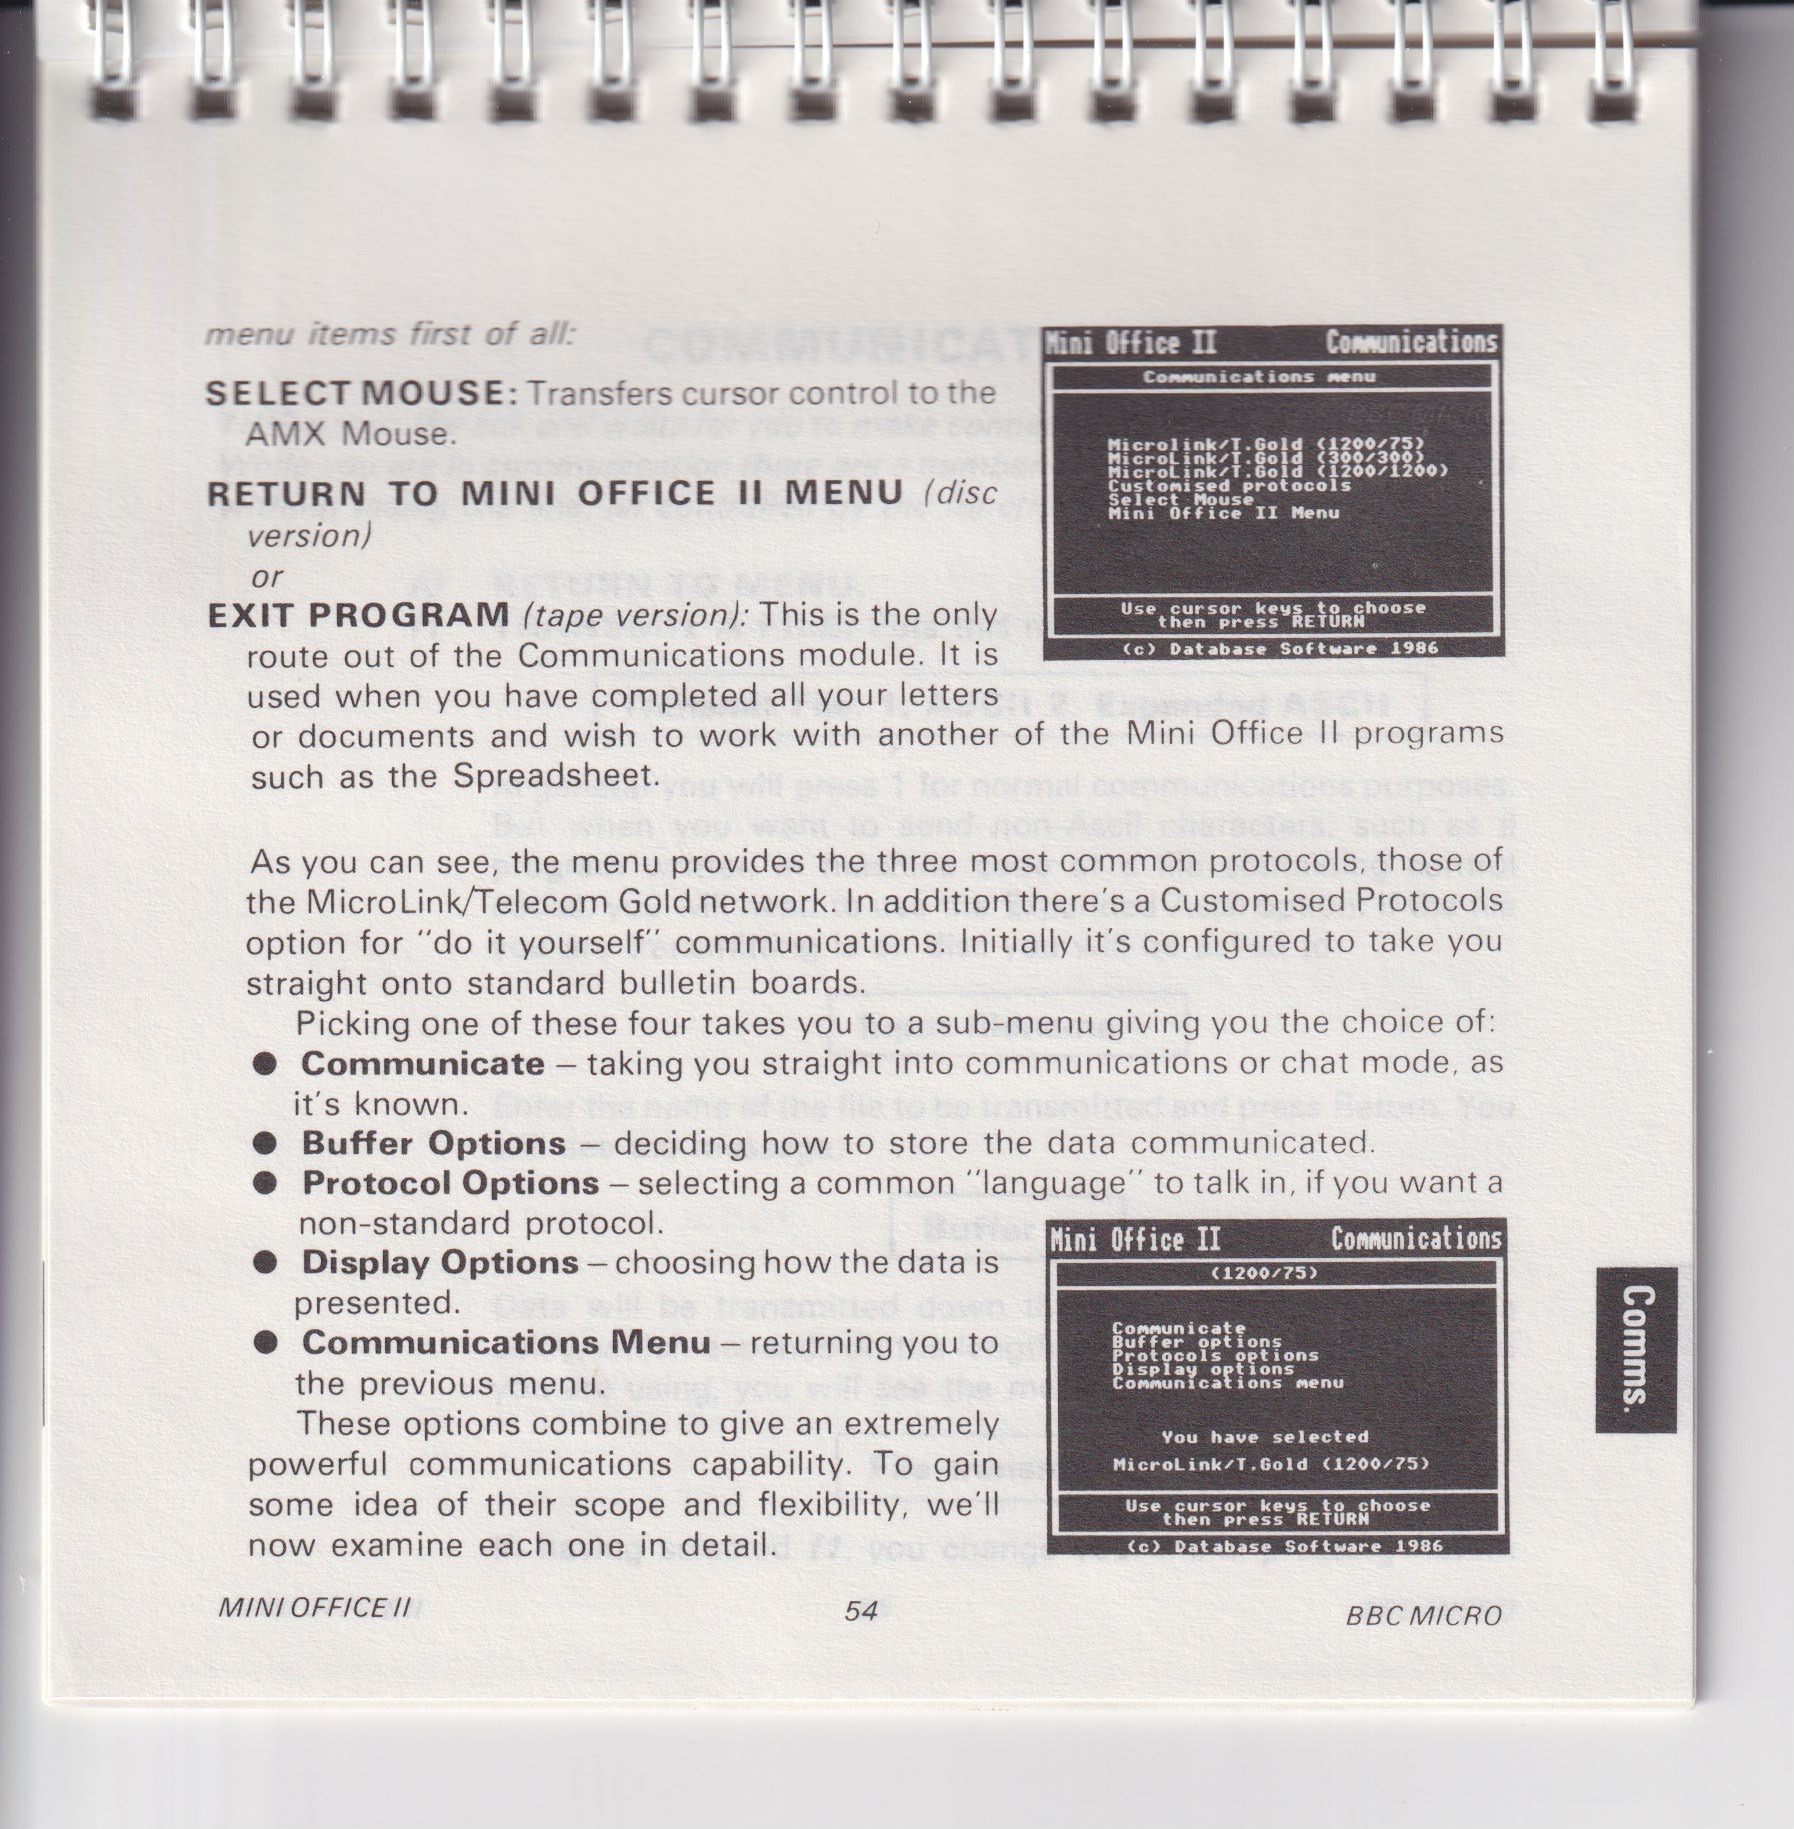 menu items first of all:
SELECT MOUSE: Transfers cursor control to the
AMX Mouse.
RETURN TO MINI OFFICE II MENU (disc
version)
or
EXIT PROGRAM (tape version): This is the only
route out of the Communications module. It is
used when you have completed all your letters
or documents and wish to work with another of the Mini Office II programs
such as the Spreadsheet.
Mini Office II Communications
Communications menu
Microlink/T.Gold (1200/75)
MicroLink/T.Gold (300/300)
MicroLink/T.Gold (1200/1200)
Customised protocols
Select Mouse
Mini Office II Menu
Use cursor keys to choose
then press RETURN
(c) Database Software 1986
As you can see, the menu provides the three most common protocols, those of
the MicroLink/Telecom Gold network. In addition there's a Customised Protocols
option for "do it yourself" communications. Initially it's configured to take you
straight onto standard bulletin boards.
Picking one of these four takes you to a sub-menu giving you the choice of:
● Communicate – taking you straight into communications or chat mode, as
it's known.
● Buffer Options – deciding how to store the data communicated.
● Protocol Options – selecting a common "language" to talk in, if you want a
non-standard protocol.
● Display Options – choosing how the data is
presented.
● Communications Menu – returning you to
the previous menu.
These options combine to give an extremely
powerful communications capability. To gain
some idea of their scope and flexibility, we'll
now examine each one in detail.
Mini Office II Communications
(1200/75)
Communicate
Buffer options
Protocols options
Display options
Communications menu
You have selected
MicroLink/T.Gold (1200/75)
Use cursor keys to choose
then press RETURN
(c) Database Software 1986
Comms.
MINI OFFICE II 54 BBC MICRO